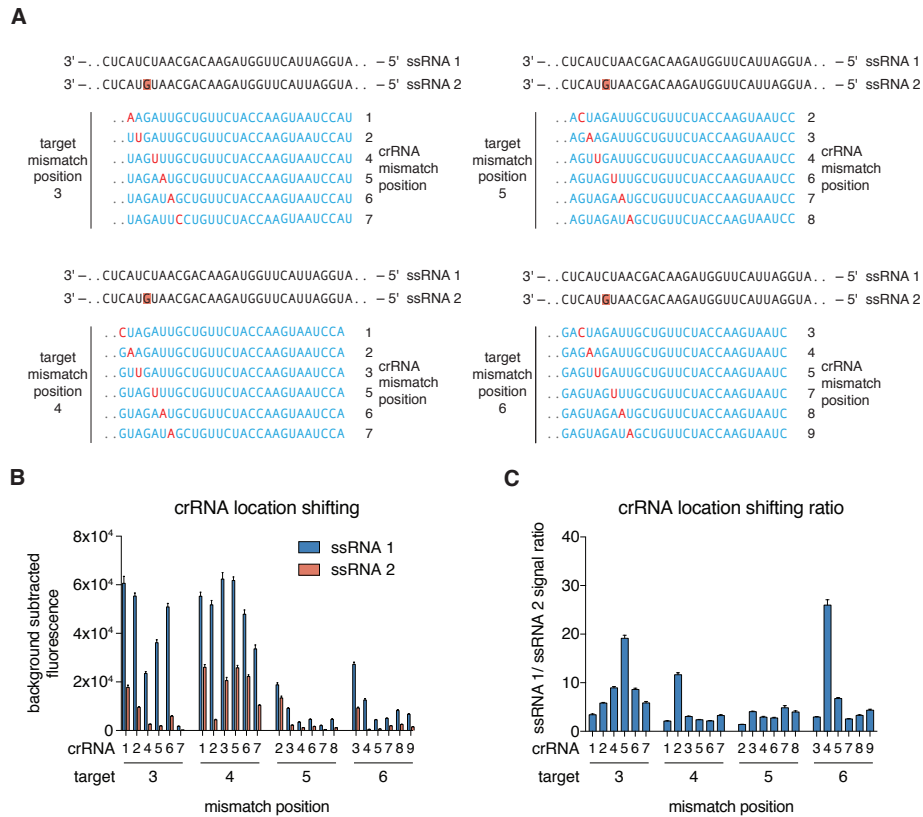 A
3' –..CUCAUCUAACGACAAGAUGGUUCAUUAGGUA.. –5' ssRNA 1
3' –..CUCAUGUAACGACAAGAUGGUUCAUUAGGUA.. –5' ssRNA 2
target mismatch position 3
..AAGAUUGCUGUUCUACCAAGUAAUCCAU 1
..UUGAUUGCUGUUCUACCAAGUAAUCCAU 2
..UAGUUUGCUGUUCUACCAAGUAAUCCAU 4
..UAGAAUGCUGUUCUACCAAGUAAUCCAU 5
..UAGAUAGCUGUUCUACCAAGUAAUCCAU 6
..UAGAUUCCUGUUCUACCAAGUAAUCCAU 7
crRNA mismatch position
3' –..CUCAUCUAACGACAAGAUGGUUCAUUAGGUA.. –5' ssRNA 1
3' –..CUCAUGUAACGACAAGAUGGUUCAUUAGGUA.. –5' ssRNA 2
target mismatch position 5
..ACUAGAUUGCUGUUCUACCAAGUAAUCC 2
..AGAAGAUUGCUGUUCUACCAAGUAAUCC 3
..AGUUGAUUGCUGUUCUACCAAGUAAUCC 4
..AGUAGUUUGCUGUUCUACCAAGUAAUCC 6
..AGUAGAAUGCUGUUCUACCAAGUAAUCC 7
..AGUAGAUAGCUGUUCUACCAAGUAAUCC 8
crRNA mismatch position
3' –..CUCAUCUAACGACAAGAUGGUUCAUUAGGUA.. –5' ssRNA 1
3' –..CUCAUGUAACGACAAGAUGGUUCAUUAGGUA.. –5' ssRNA 2
target mismatch position 4
..CUAGAUUGCUGUUCUACCAAGUAAUCCA 1
..GAAGAUUGCUGUUCUACCAAGUAAUCCA 2
..GUUGAUUGCUGUUCUACCAAGUAAUCCA 3
..GUAGUUUGCUGUUCUACCAAGUAAUCCA 5
..GUAGAAUGCUGUUCUACCAAGUAAUCCA 6
..GUAGAUAGCUGUUCUACCAAGUAAUCCA 7
crRNA mismatch position
3' –..CUCAUCUAACGACAAGAUGGUUCAUUAGGUA.. –5' ssRNA 1
3' –..CUCAUGUAACGACAAGAUGGUUCAUUAGGUA.. –5' ssRNA 2
target mismatch position 6
..GACUAGAUUGCUGUUCUACCAAGUAAUC 3
..GAGAAGAUUGCUGUUCUACCAAGUAAUC 4
..GAGUUGAUUGCUGUUCUACCAAGUAAUC 5
..GAGUAGUUUGCUGUUCUACCAAGUAAUC 7
..GAGUAGAAUGCUGUUCUACCAAGUAAUC 8
..GAGUAGAUAGCUGUUCUACCAAGUAAUC 9
crRNA mismatch position
B
crRNA location shifting
background subtracted fluorescence
8x10⁴
6x10⁴
4x10⁴
2x10⁴
0
ssRNA 1
ssRNA 2
crRNA 1 2 4 5 6 7 1 2 3 5 6 7 2 3 4 6 7 8 3 4 5 7 8 9
target 3 4 5 6
mismatch position
C
crRNA location shifting ratio
ssRNA 1/ ssRNA 2 signal ratio
40
30
20
10
0
crRNA 1 2 4 5 6 7 1 2 3 5 6 7 2 3 4 6 7 8 3 4 5 7 8 9
target 3 4 5 6
mismatch position